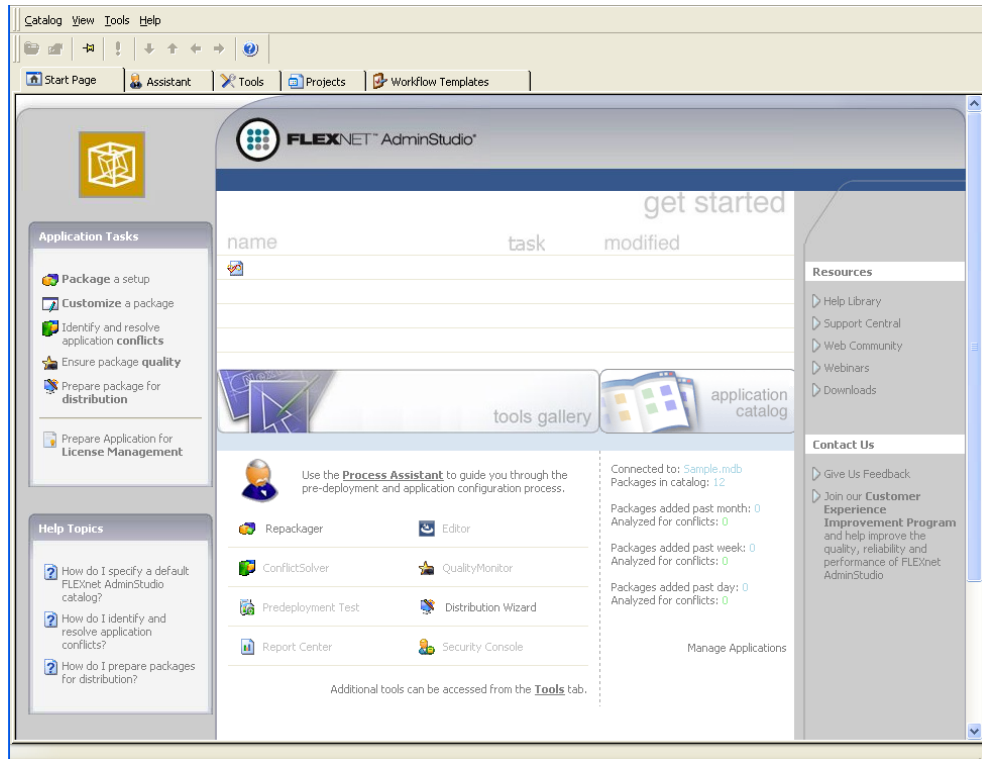 Catalog View Tools Help
Start Page Assistant Tools Projects Workflow Templates
FLEXNET™ AdminStudio®
get started
name task modified
Application Tasks
Package a setup
Customize a package
Identify and resolve
application conflicts
Ensure package quality
Prepare package for
distribution
Prepare Application for
License Management
Help Topics
How do I specify a default
FLEXnet AdminStudio
catalog?
How do I identify and
resolve application
conflicts?
How do I prepare packages
for distribution?
tools gallery
application
catalog
Use the Process Assistant to guide you through the
pre-deployment and application configuration process.
Repackager Editor
ConflictSolver QualityMonitor
Predeployment Test Distribution Wizard
Report Center Security Console
Additional tools can be accessed from the Tools tab.
Connected to: Sample.mdb
Packages in catalog: 12
Packages added past month: 0
Analyzed for conflicts: 0
Packages added past week: 0
Analyzed for conflicts: 0
Packages added past day: 0
Analyzed for conflicts: 0
Manage Applications
Resources
Help Library
Support Central
Web Community
Webinars
Downloads
Contact Us
Give Us Feedback
Join our Customer
Experience
Improvement Program
and help improve the
quality, reliability and
performance of FLEXnet
AdminStudio